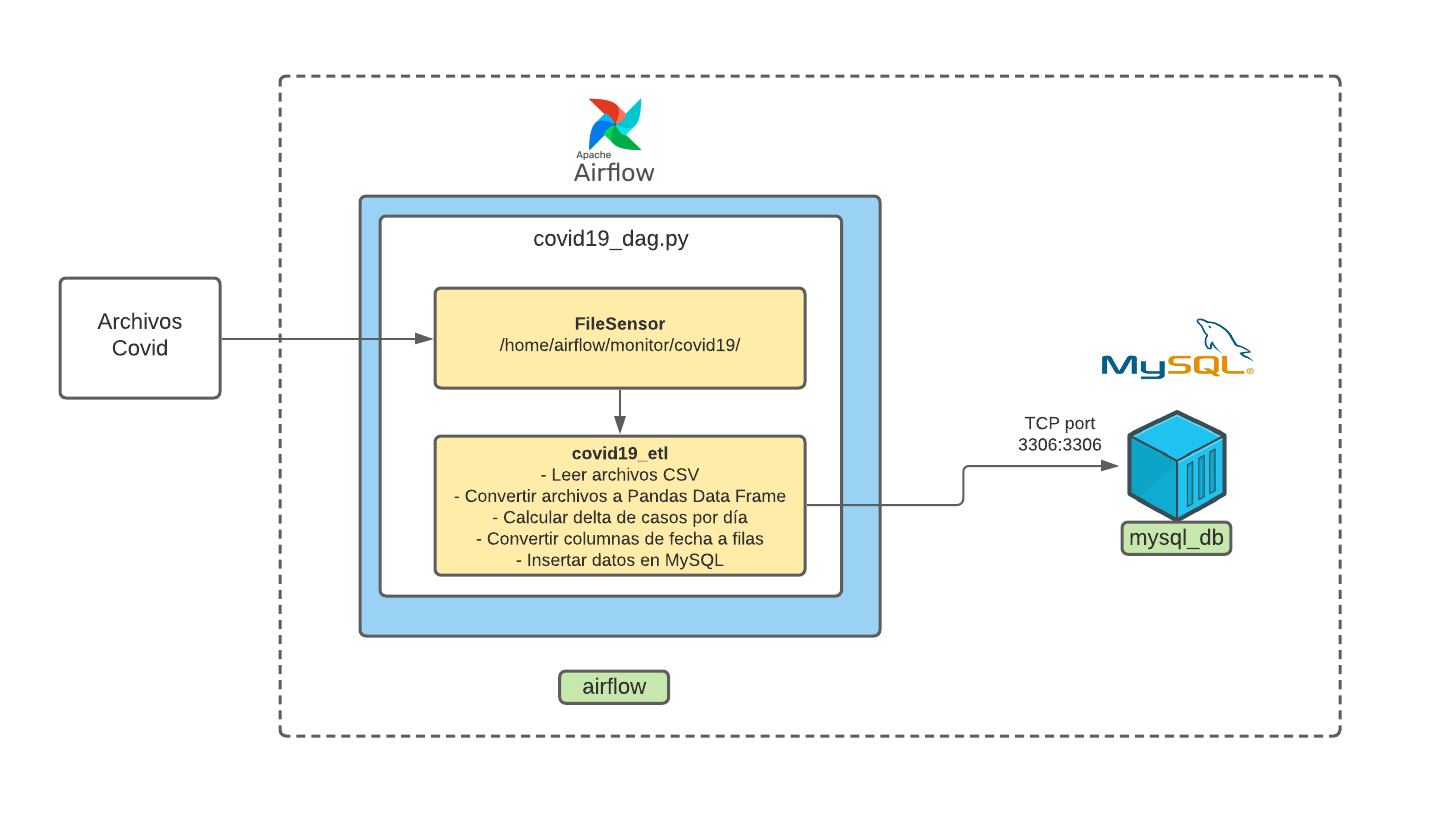 Apache
Airflow
covid19_dag.py
Archivos
Covid
FileSensor
/home/airflow/monitor/covid19/
MySQL®
TCP port
3306:3306
covid19_etl
- Leer archivos CSV
- Convertir archivos a Pandas Data Frame
- Calcular delta de casos por día
- Convertir columnas de fecha a filas
- Insertar datos en MySQL
mysql_db
airflow